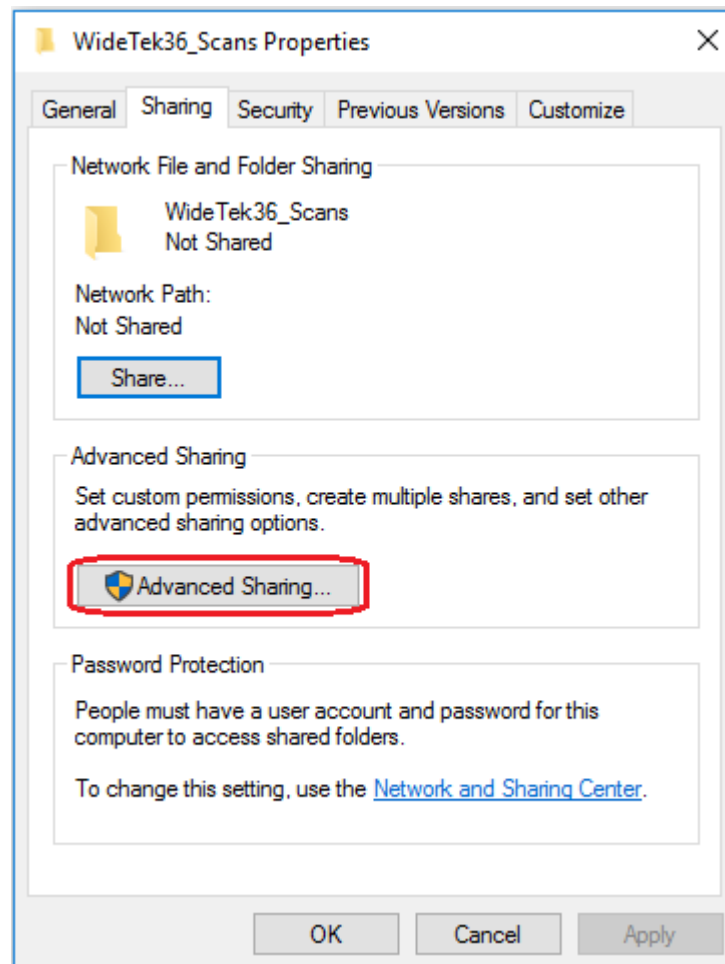 WideTek36_Scans Properties
General Sharing Security Previous Versions Customize
Network File and Folder Sharing
WideTek36_Scans
Not Shared
Network Path:
Not Shared
Share...
Advanced Sharing
Set custom permissions, create multiple shares, and set other
advanced sharing options.
Advanced Sharing...
Password Protection
People must have a user account and password for this
computer to access shared folders.
To change this setting, use the Network and Sharing Center.
OK Cancel Apply